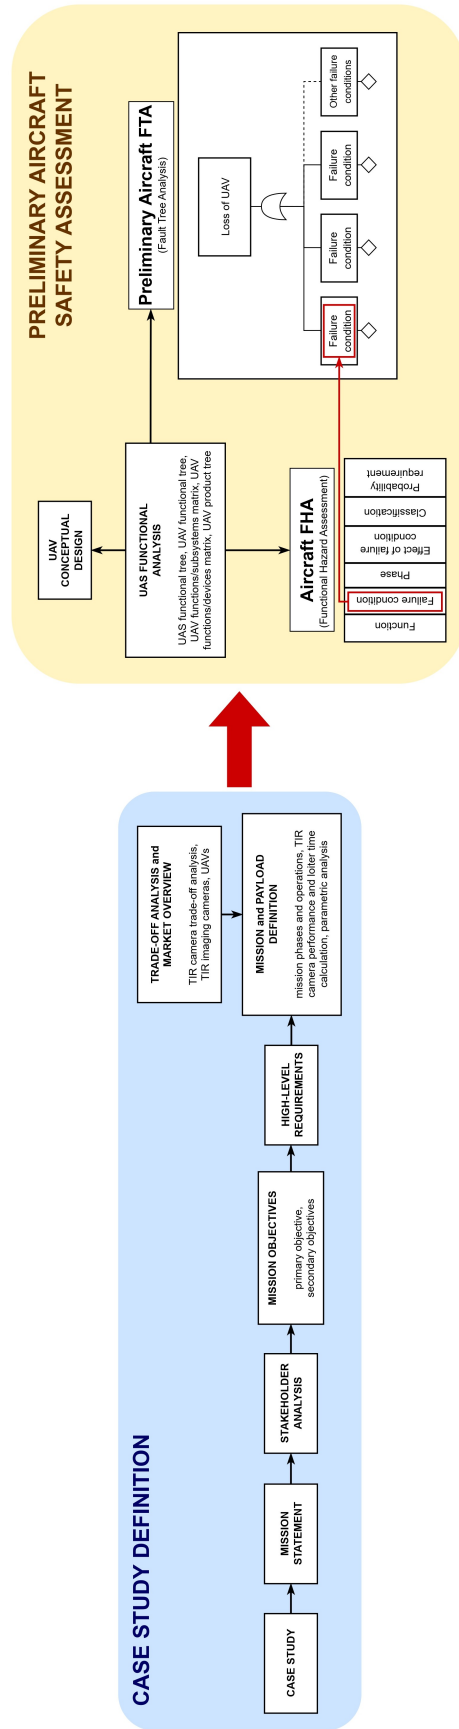 CASE STUDY DEFINITION
CASE STUDY
MISSION
STATEMENT
STAKEHOLDER
ANALYSIS
MISSION OBJECTIVES
primary objective,
secondary objectives
HIGH-LEVEL
REQUIREMENTS
TRADE-OFF ANALYSIS and
MARKET OVERVIEW
TIR camera trade-off analysis,
TIR imaging cameras, UAVs
MISSION and PAYLOAD
DEFINITION
mission phases and operations, TIR
camera performance and loiter time
calculation, parametric analysis
PRELIMINARY AIRCRAFT
SAFETY ASSESSMENT
UAV
CONCEPTUAL
DESIGN
UAS FUNCTIONAL
ANALYSIS
UAS functional tree, UAV functional tree,
UAV functions/subsystems matrix, UAV
functions/devices matrix, UAV product tree
Aircraft FHA
(Functional Hazard Assessment)
Function
Failure condition
Phase
Effect of failure
condition
Classification
Probability
requirement
Preliminary Aircraft FTA
(Fault Tree Analysis)
Loss of UAV
Failure
condition
Failure
condition
Failure
condition
Other failure
conditions